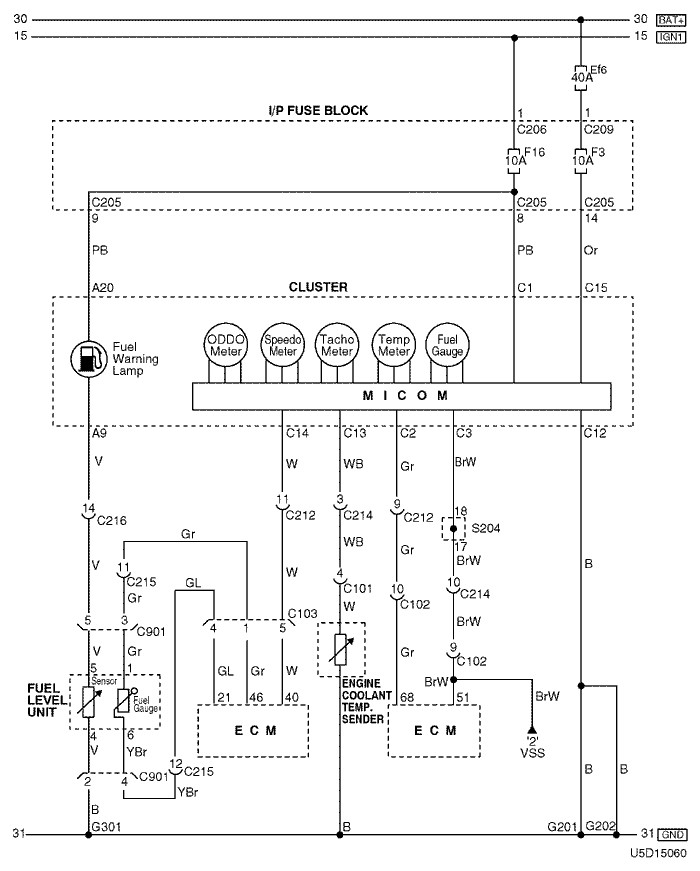 30 30 BAT+
15 15 IGN1
40A Ef6
I/P FUSE BLOCK 1 1
C206 C209
10A F16 10A F3
C205 C205 C205
9 8 14
PB PB Or
A20 CLUSTER C1 C15
Fuel
Warning
Lamp
ODDO
Meter
Speedo
Meter
Tacho
Meter
Temp
Meter
Fuel
Gauge
M I C O M
A9 C14 C13 C2 C3 C12
V W WB Gr BrW
14 11 3 9 18
C216 C212 C214 C212 S204
17
Gr WB Gr BrW
V 11 GL W 4 10 10 B
C215 C101 C102 C214
Gr W BrW
5 3 C901 4 1 5 C103
V Gr GL Gr W Gr 9
C102
5 1
Sensor
Fuel
Gauge
FUEL
LEVEL
UNIT
ENGINE
COOLANT
TEMP.
SENDER
BrW BrW
21 46 40 68 51
E C M E C M
4 6
V YBr
'2'
VSS
12 C215
2 4 C901
YBr
B B B
31 G301 B G201 G202 31 GND
U5D15060